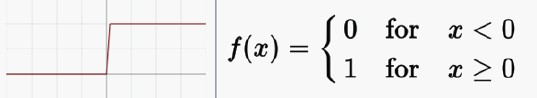 f(x) = { 0 for x < 0
1 for x ≥ 0